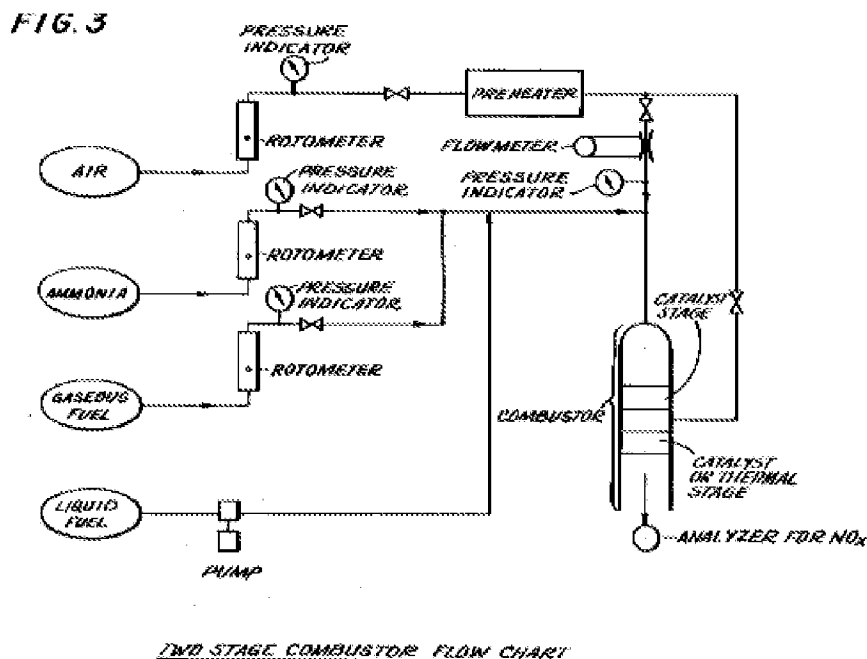 FIG. 3
PRESSURE
INDICATOR
PREHEATER
ROTOMETER
FLOWMETER
AIR
PRESSURE
INDICATOR
PRESSURE
INDICATOR
ROTOMETER
AMMONIA
PRESSURE
INDICATOR
CATALYST
STAGE
ROTOMETER
GASEOUS
FUEL
COMBUSTOR
CATALYST
OR THERMAL
STAGE
LIQUID
FUEL
ANALYZER FOR NOx
PUMP
TWO STAGE COMBUSTOR FLOW CHART